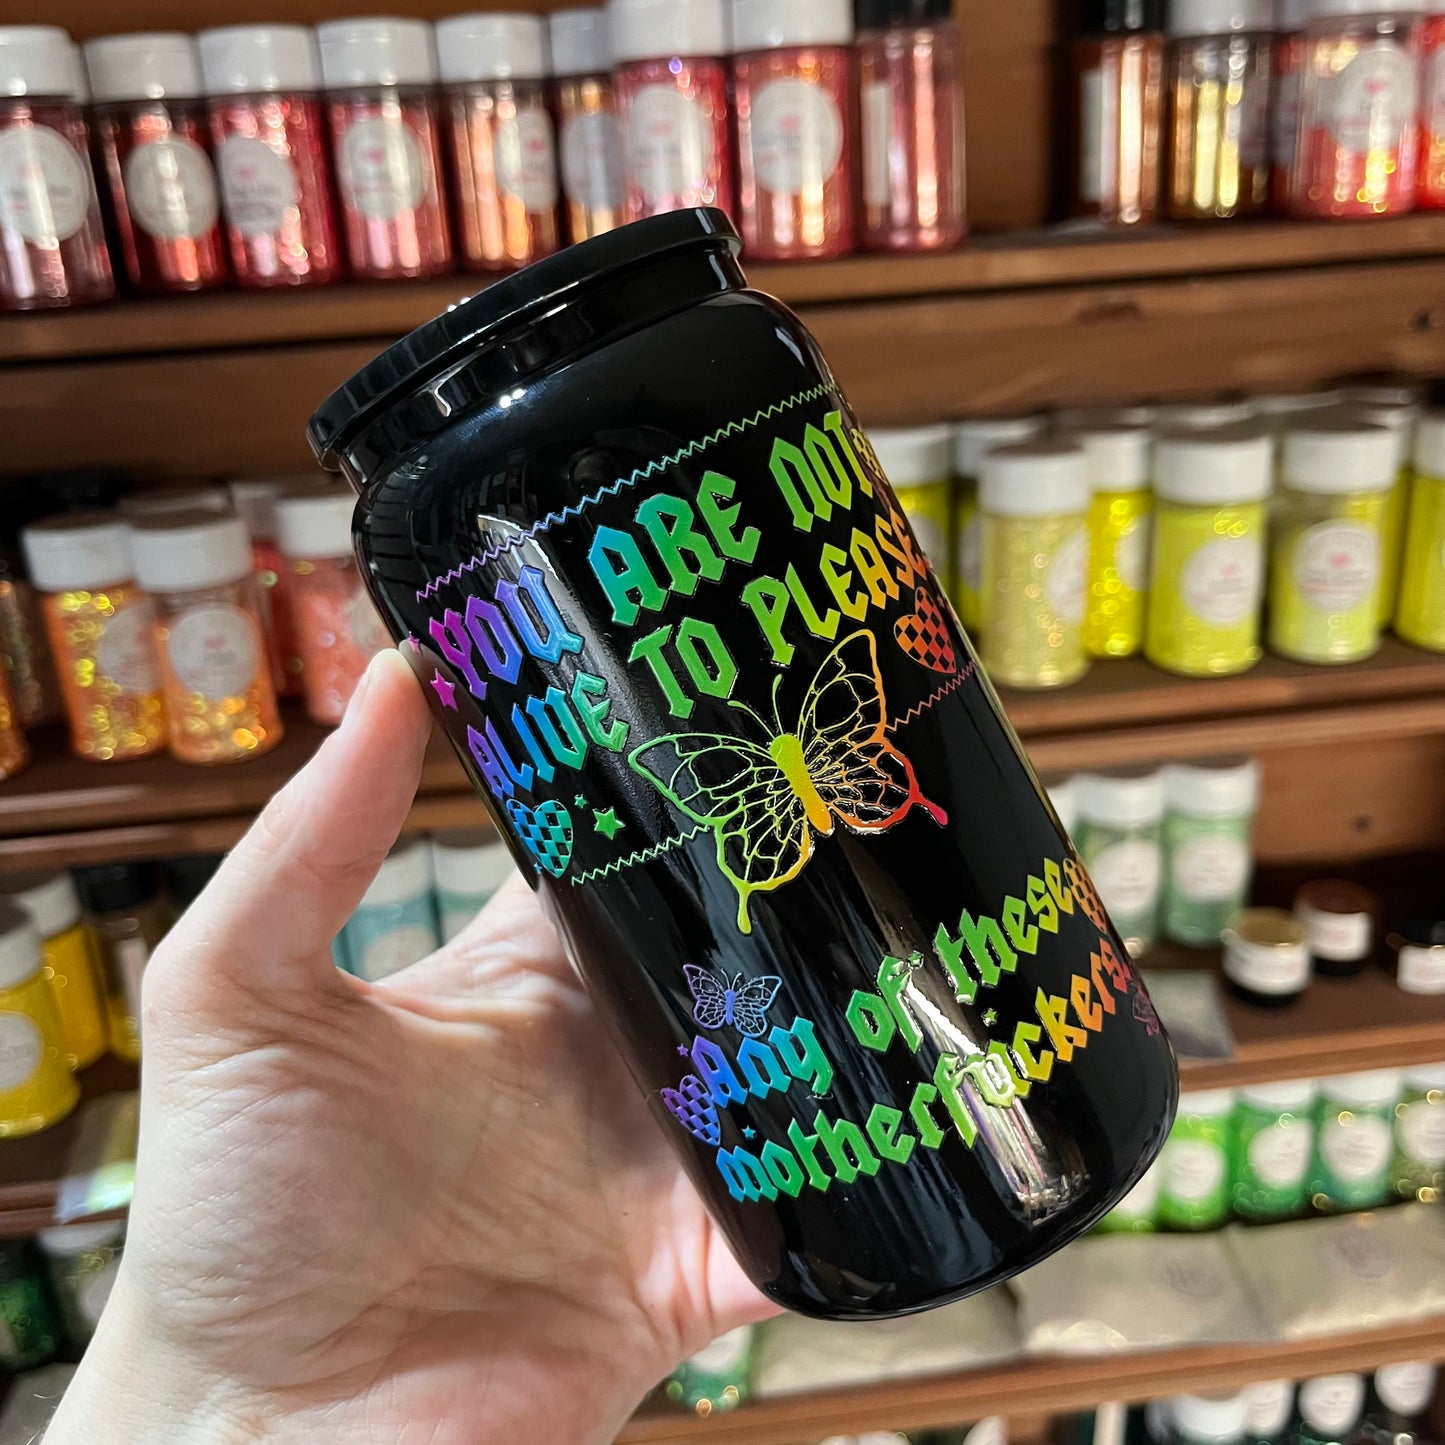 YOU ARE NOT
ALIVE TO PLEASE
Any of these
motherfuckers